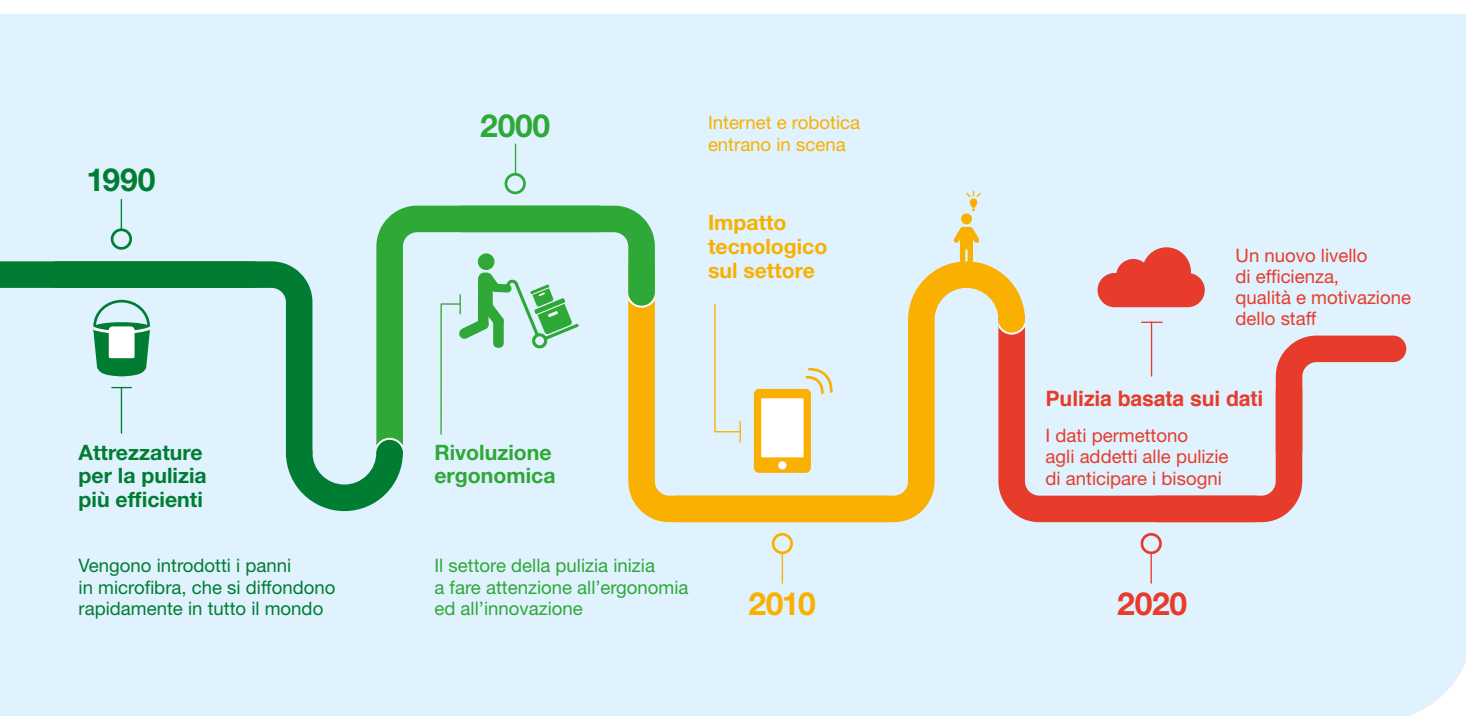 1990
Attrezzature
per la pulizia
più efficienti
Vengono introdotti i panni
in microfibra, che si diffondono
rapidamente in tutto il mondo
2000
Rivoluzione
ergonomica
Il settore della pulizia inizia
a fare attenzione all’ergonomia
ed all’innovazione
Internet e robotica
entrano in scena
Impatto
tecnologico
sul settore
2010
Un nuovo livello
di efficienza,
qualità e motivazione
dello staff
Pulizia basata sui dati
I dati permettono
agli addetti alle pulizie
di anticipare i bisogni
2020